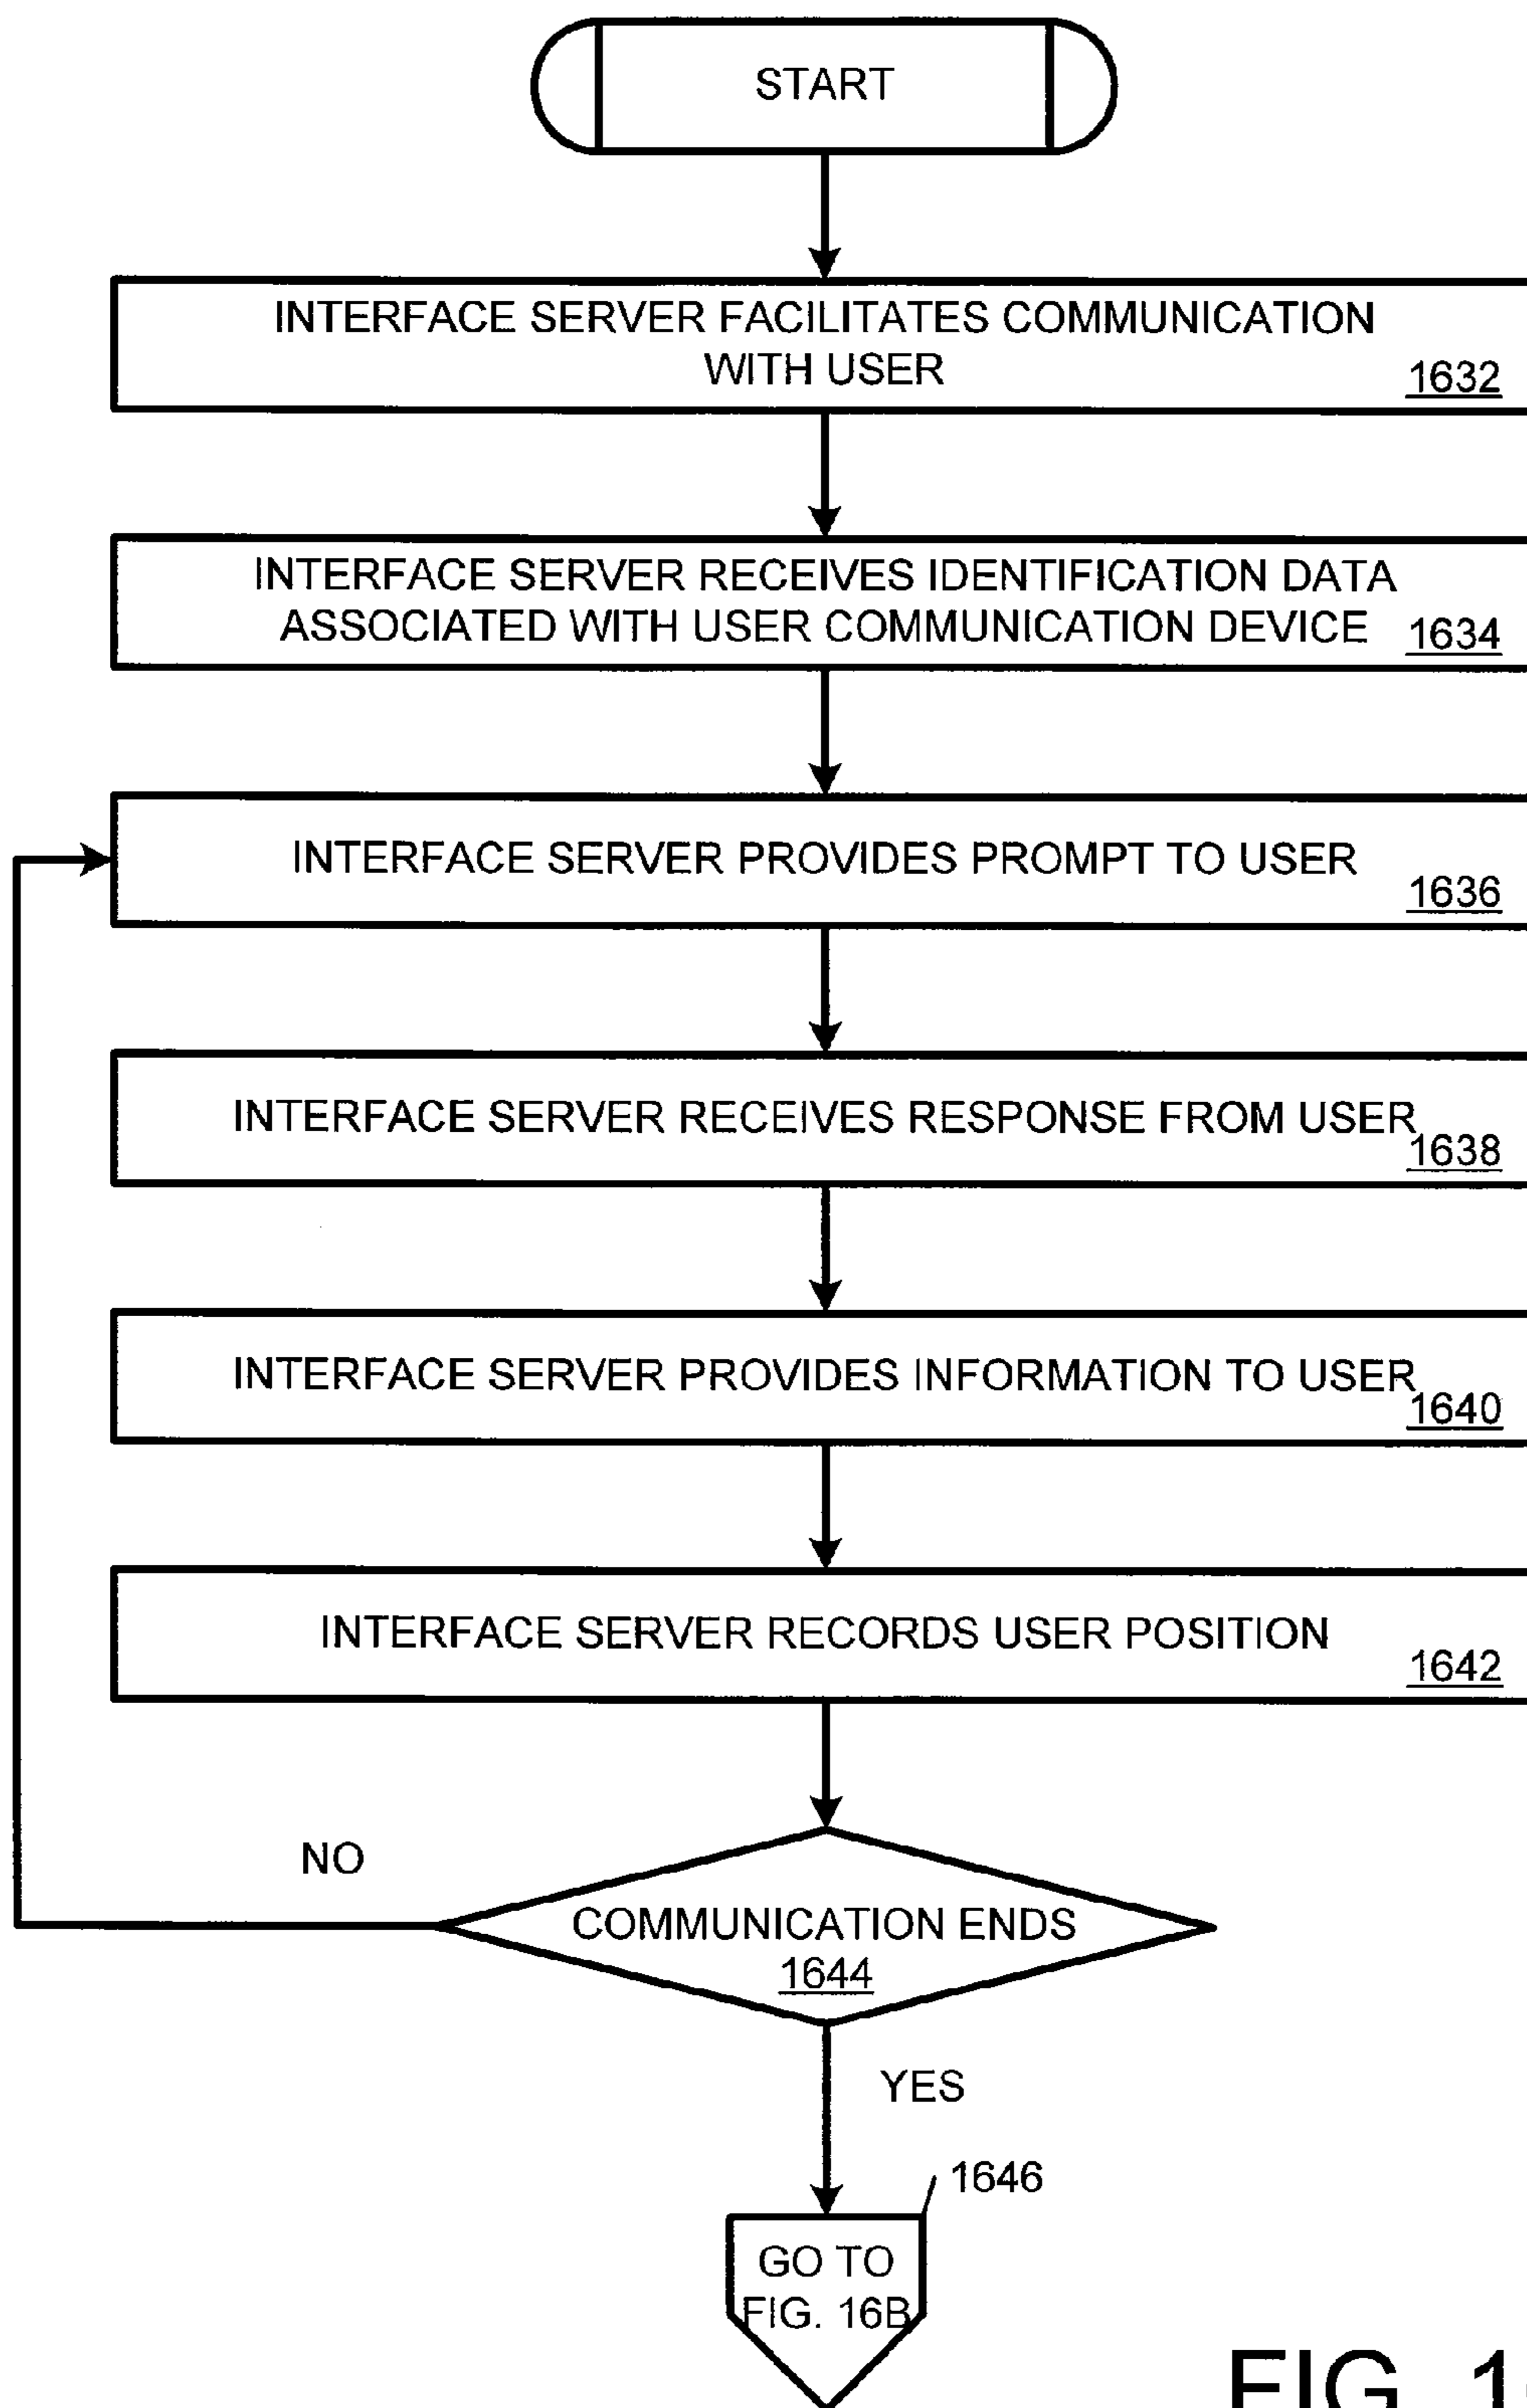 START
INTERFACE SERVER FACILITATES COMMUNICATION
WITH USER
1632
INTERFACE SERVER RECEIVES IDENTIFICATION DATA
ASSOCIATED WITH USER COMMUNICATION DEVICE
1634
INTERFACE SERVER PROVIDES PROMPT TO USER
1636
INTERFACE SERVER RECEIVES RESPONSE FROM USER
1638
INTERFACE SERVER PROVIDES INFORMATION TO USER
1640
INTERFACE SERVER RECORDS USER POSITION
1642
NO
COMMUNICATION ENDS
1644
YES
1646
GO TO
FIG. 16B
FIG. 1